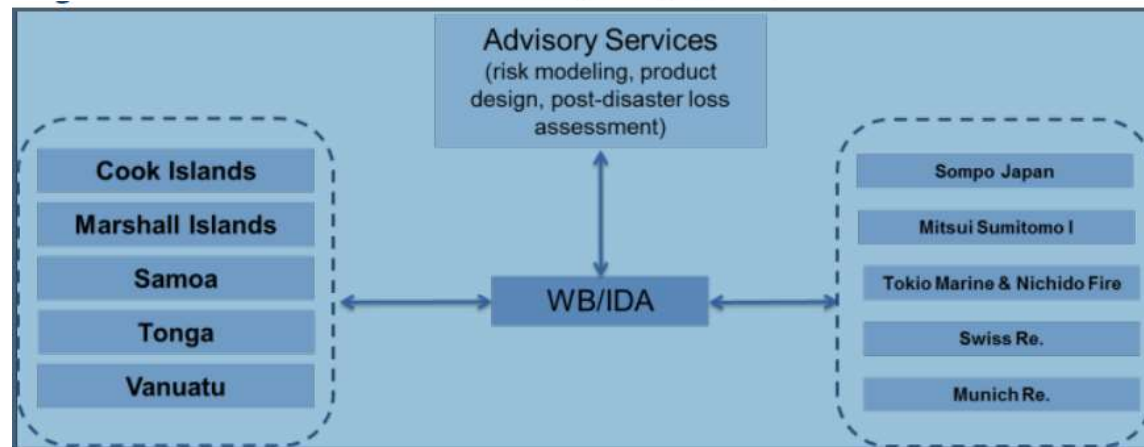 Advisory Services
(risk modeling, product
design, post-disaster loss
assessment)
Cook Islands
Marshall Islands
Samoa
Tonga
Vanuatu
WB/IDA
Sompo Japan
Mitsui Sumitomo I
Tokio Marine & Nichido Fire
Swiss Re.
Munich Re.